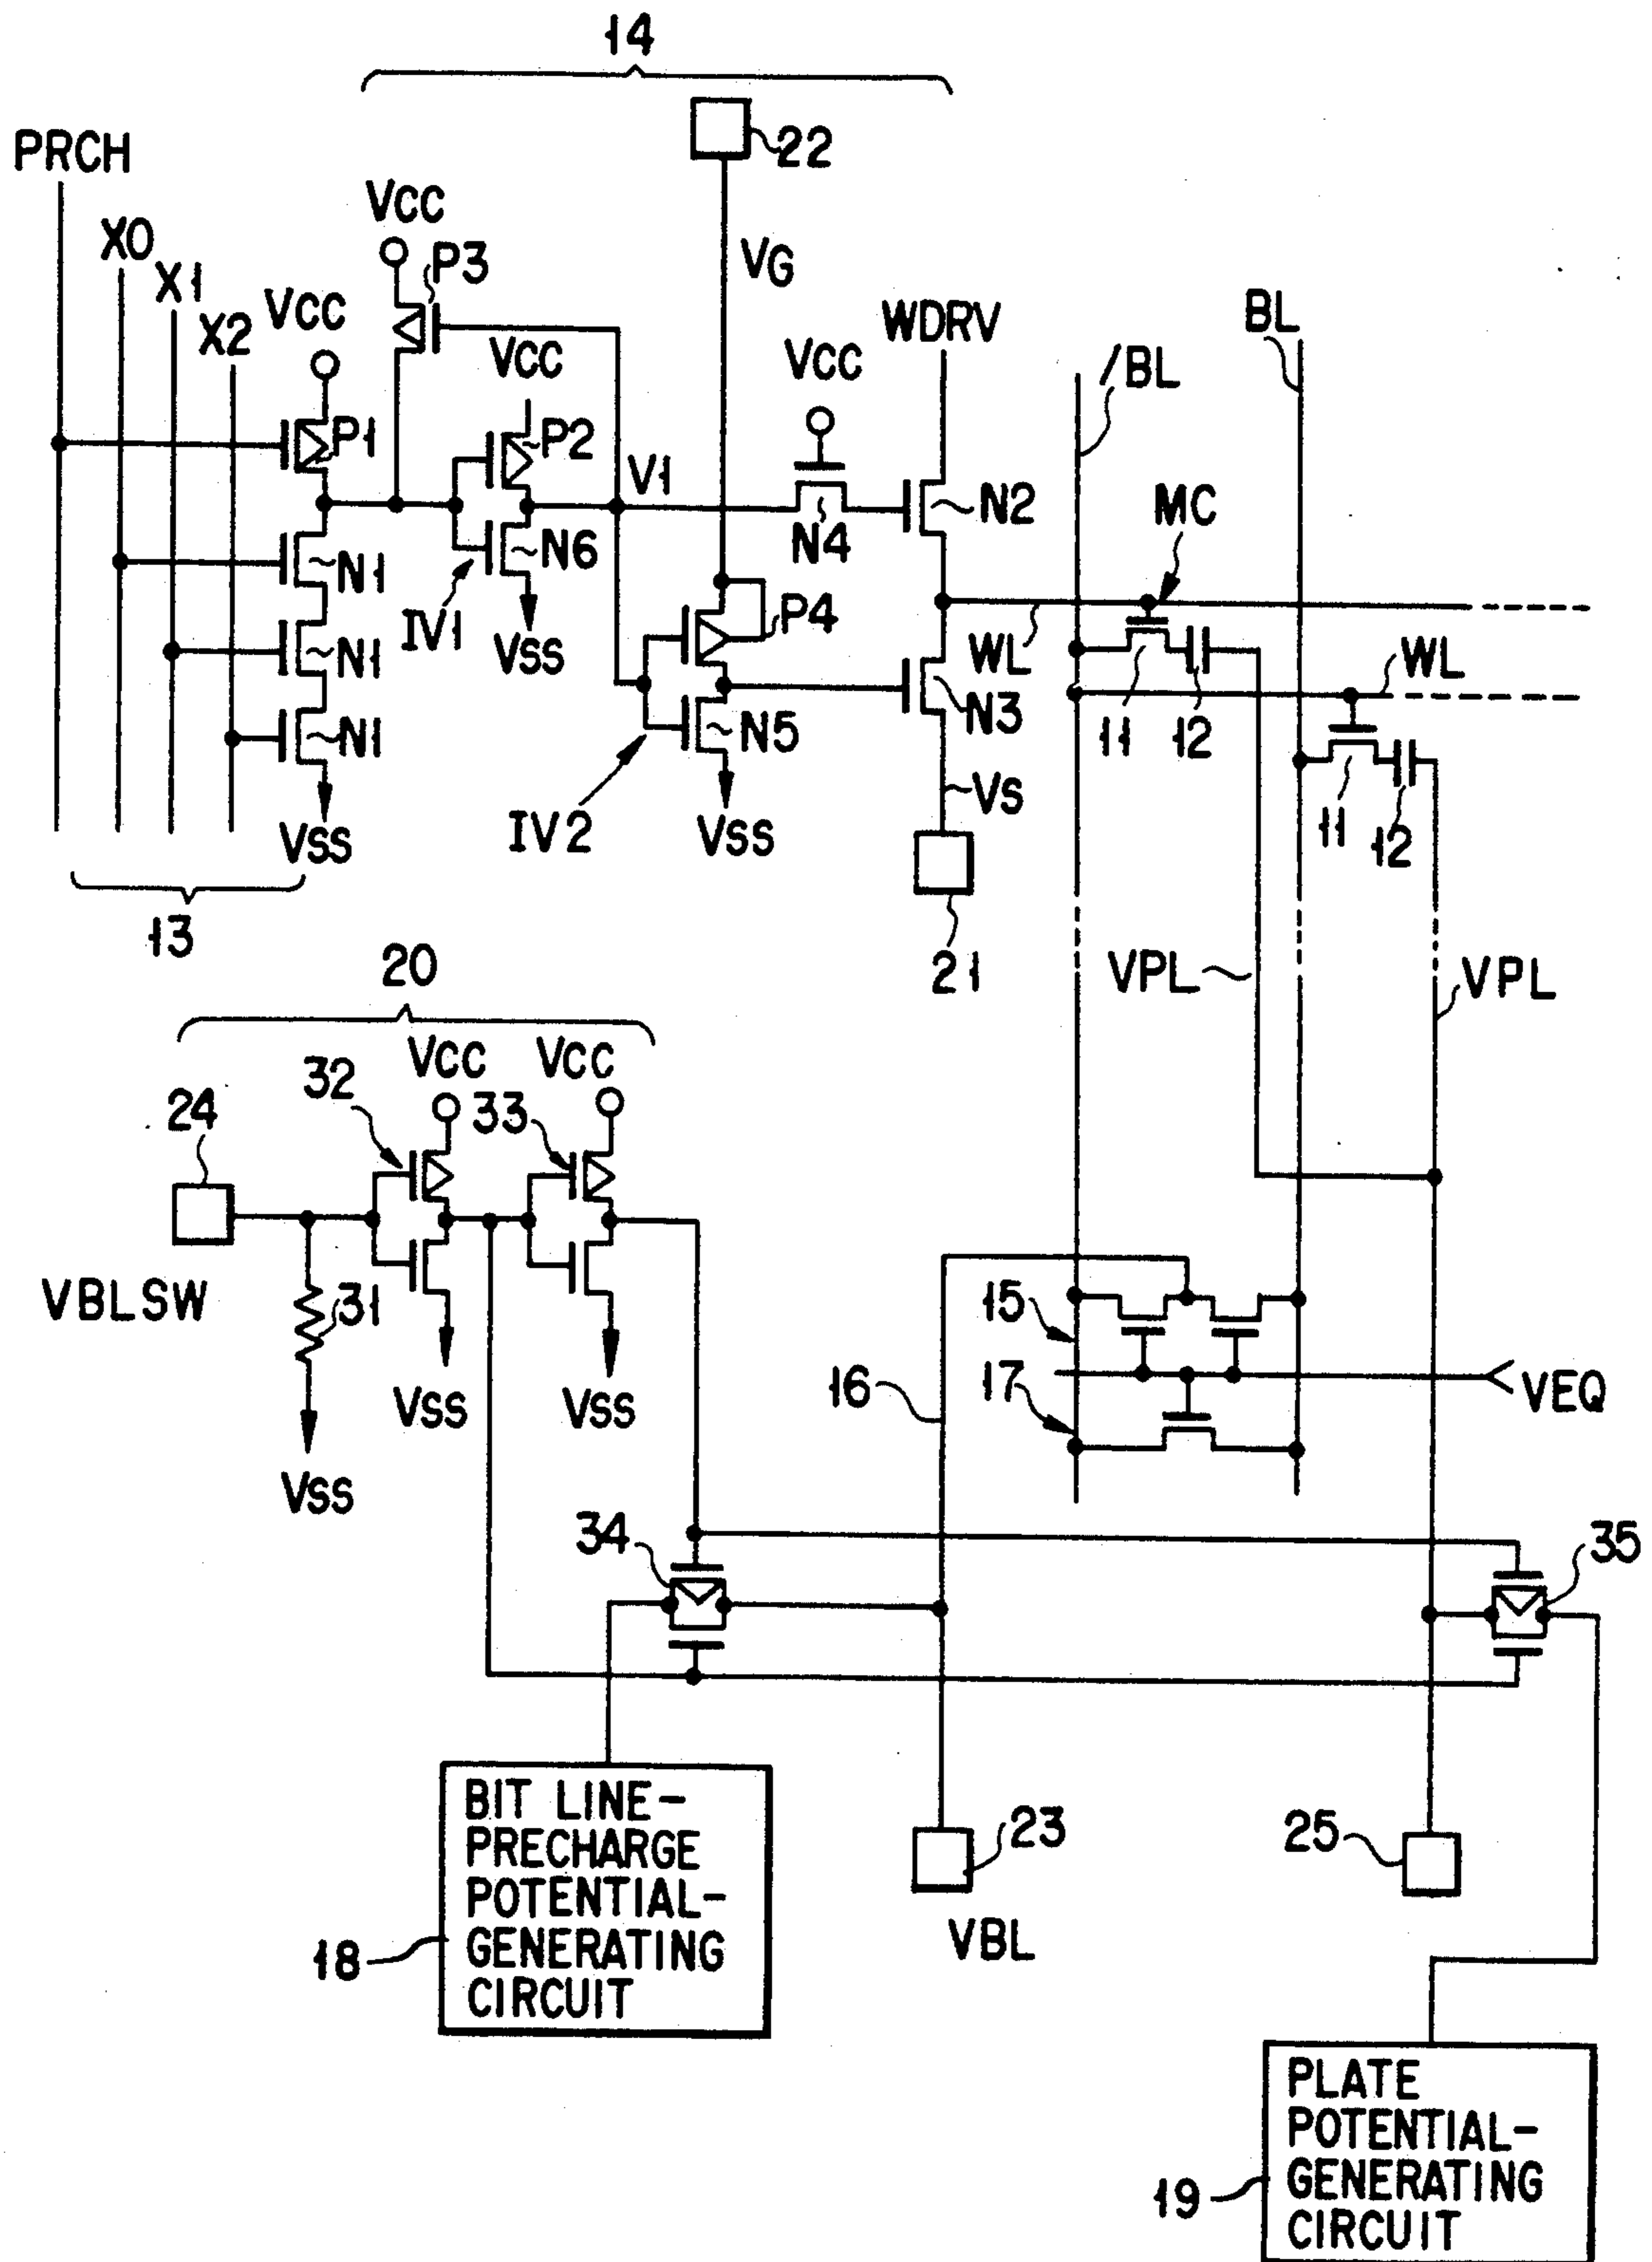 14
22
PRCH
VCC
X0
P3
VG
X1
VCC
WDRV
BL
X2
VCC
VCC
/BL
P1
P2
V1
N2
MC
N4
N1
N6
IV1
VSS
P4
WL
WL
N1
N3
11
12
N1
N5
11
12
VS
IV2
VSS
VSS
13
21
20
VPL
VPL
32
VCC
VCC
24
33
VBLSW
31
15
16
17
VEQ
VSS
VSS
VSS
34
35
BIT LINE-
PRECHARGE
POTENTIAL-
GENERATING
CIRCUIT
18
23
VBL
25
PLATE
POTENTIAL-
GENERATING
CIRCUIT
19